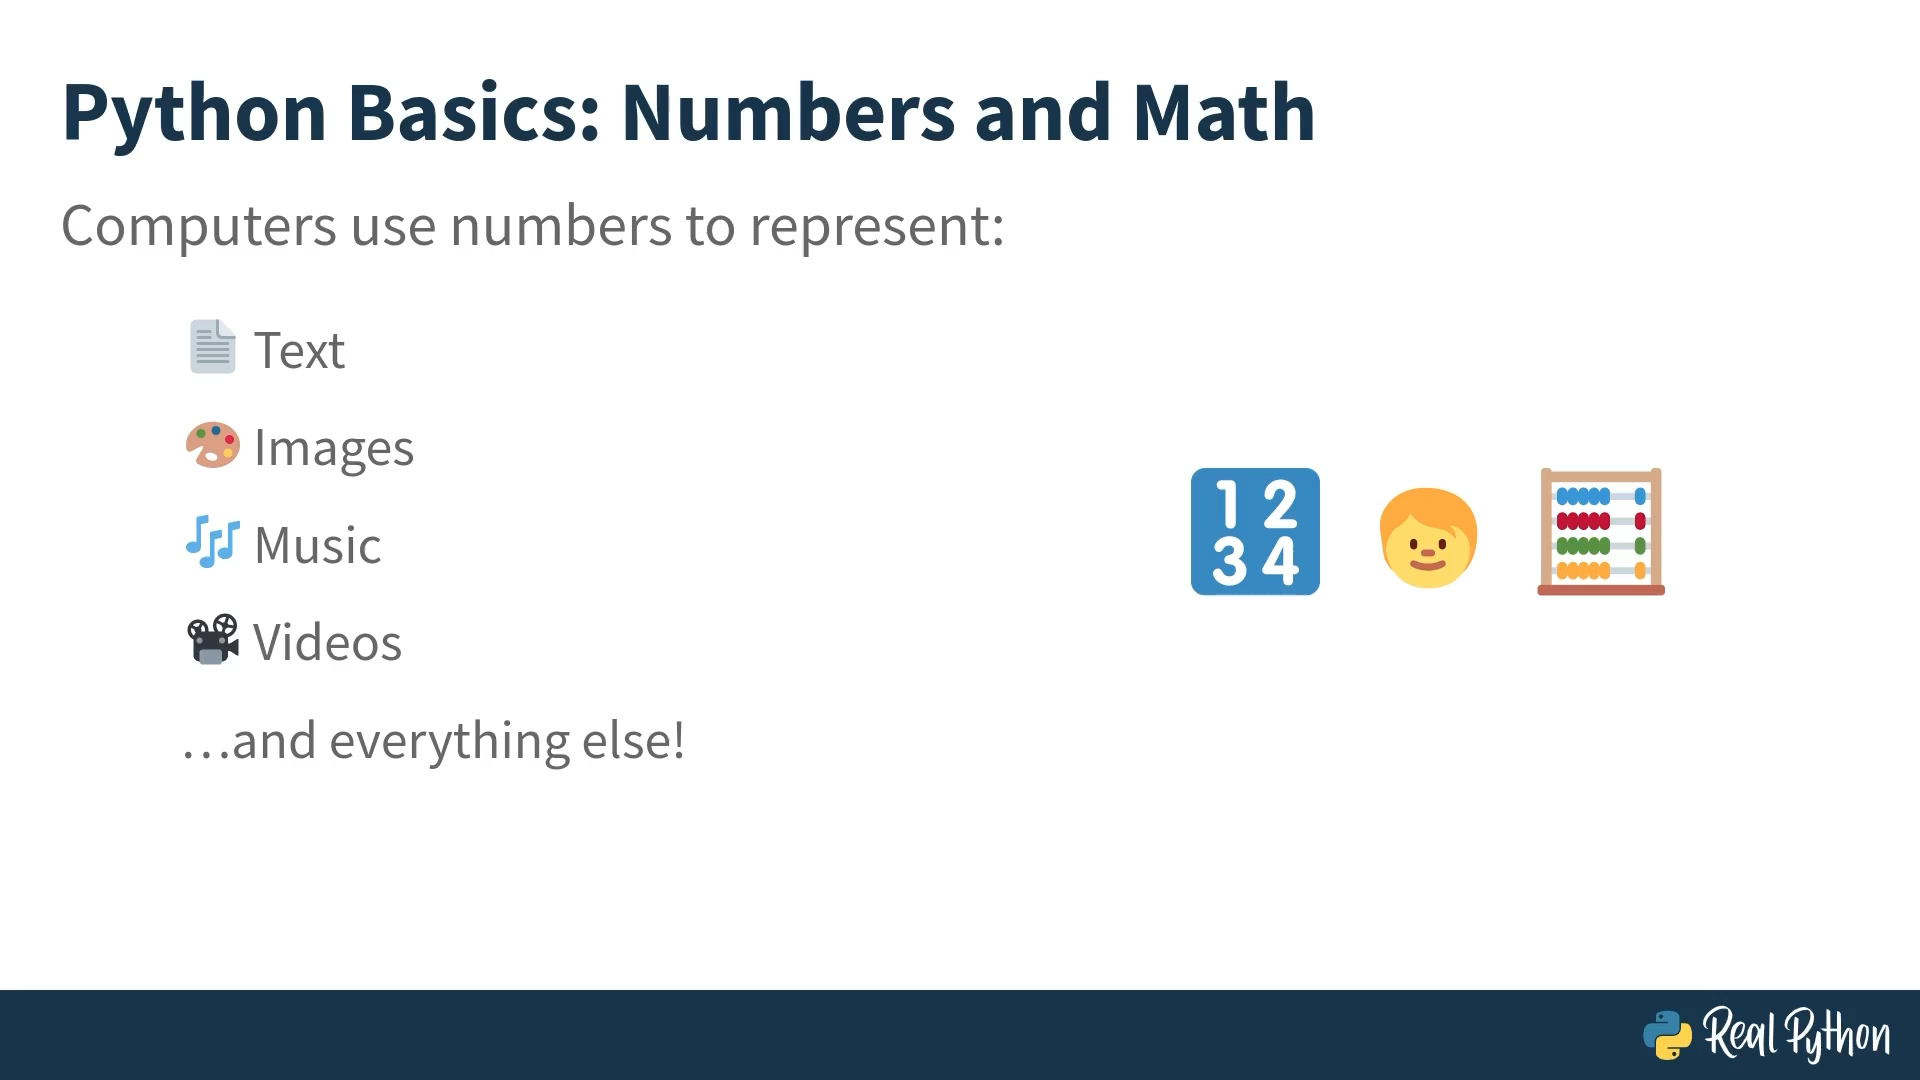 Python Basics: Numbers and Math
Computers use numbers to represent:
Text
Images
Music
Videos
…and everything else!
1 2
3 4
Real Python